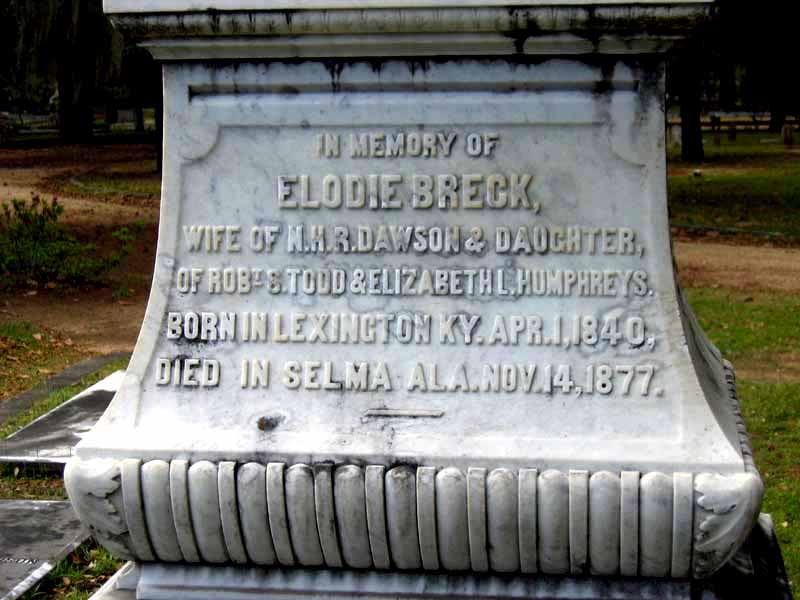 IN MEMORY OF
ELODIE BRECK,
WIFE OF N.H.R. DAWSON & DAUGHTER,
OF ROBT. S. TODD & ELIZABETH L. HUMPHREYS.
BORN IN LEXINGTON KY. APR. 1, 1840,
DIED IN SELMA ALA. NOV. 14, 1877.